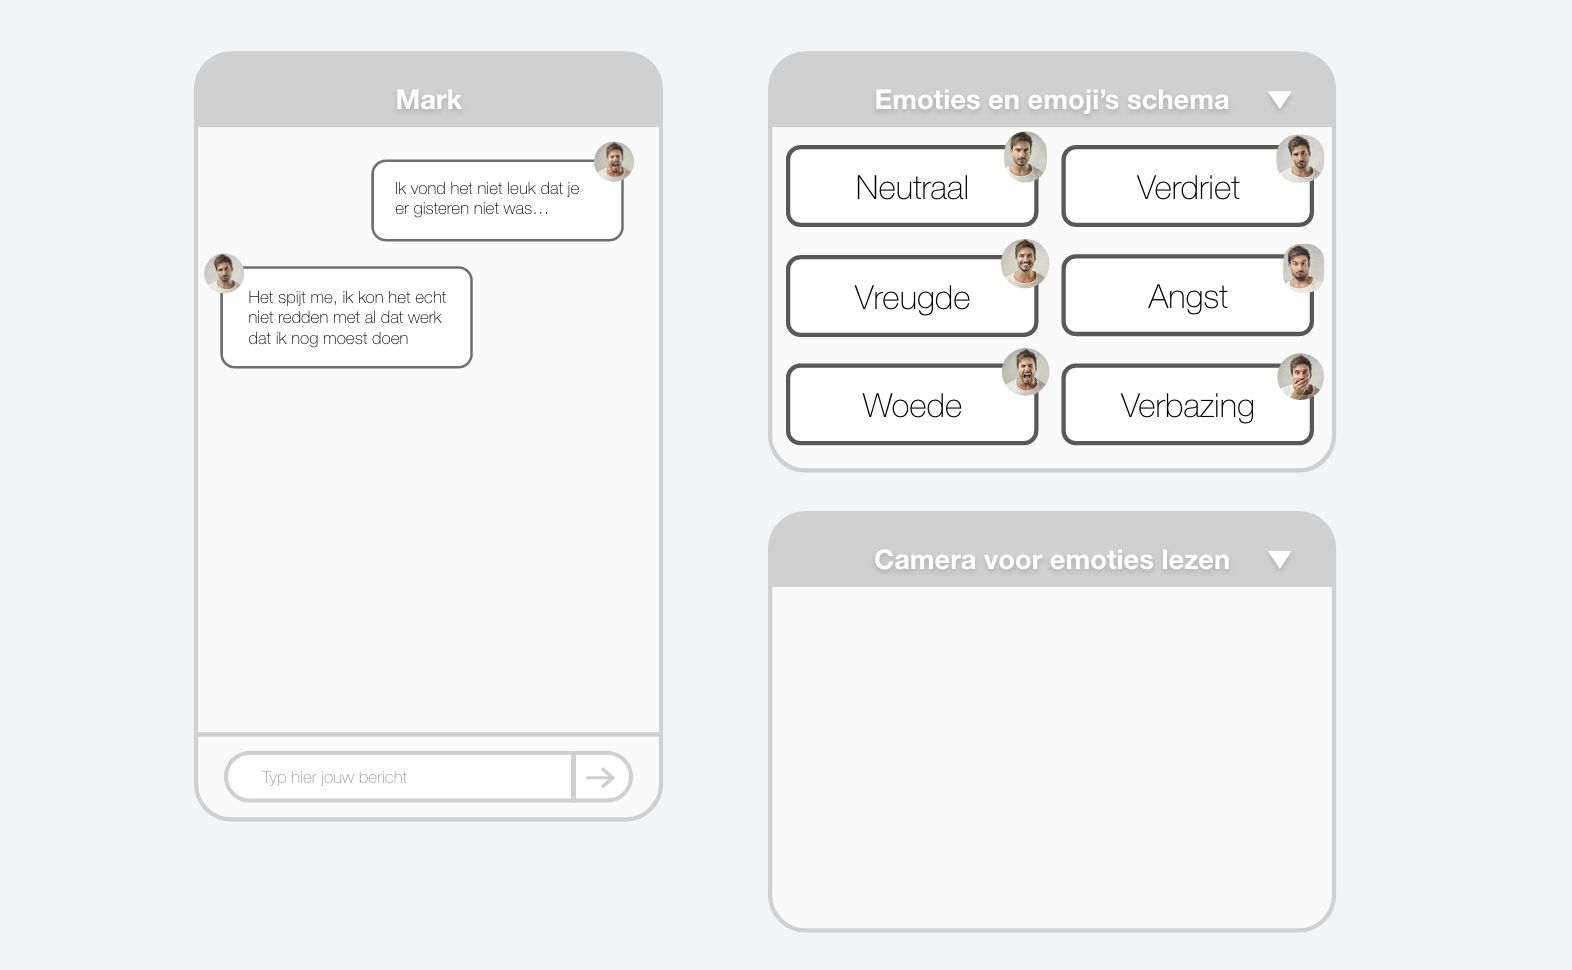 Mark
Ik vond het niet leuk dat je
er gisteren niet was...
Het spijt me, ik kon het echt
niet redden met al dat werk
dat ik nog moest doen
Typ hier jouw bericht
Emoties en emoji’s schema
Neutraal
Verdriet
Vreugde
Angst
Woede
Verbazing
Camera voor emoties lezen